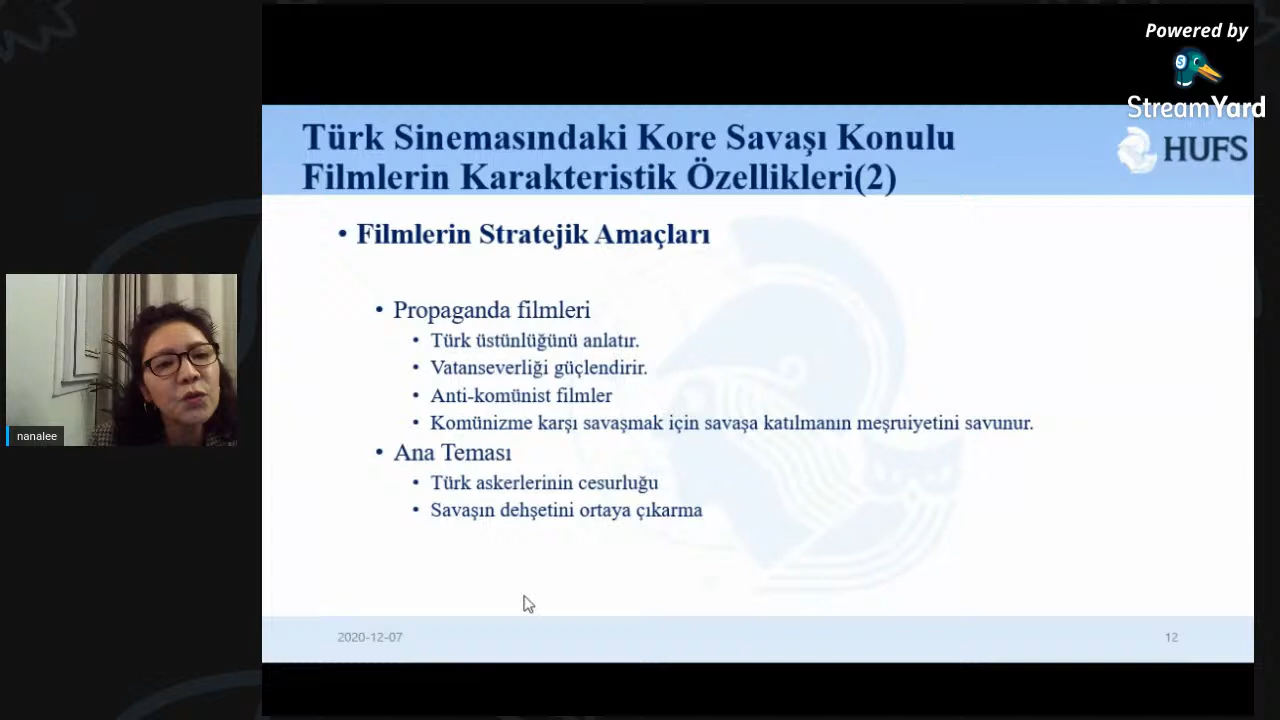 Powered by
StreamYard
Türk Sinemasındaki Kore Savaşı Konulu
Filmlerin Karakteristik Özellikleri(2)
HUFS
• Filmlerin Stratejik Amaçları
• Propaganda filmleri
• Türk üstünlüğünü anlatır.
• Vatanseverliği güçlendirir.
• Anti-komünist filmler
• Komünizme karşı savaşmak için savaşa katılmanın meşruiyetini savunur.
• Ana Teması
• Türk askerlerinin cesurluğu
• Savaşın dehşetini ortaya çıkarma
nanalee
2020-12-07
12